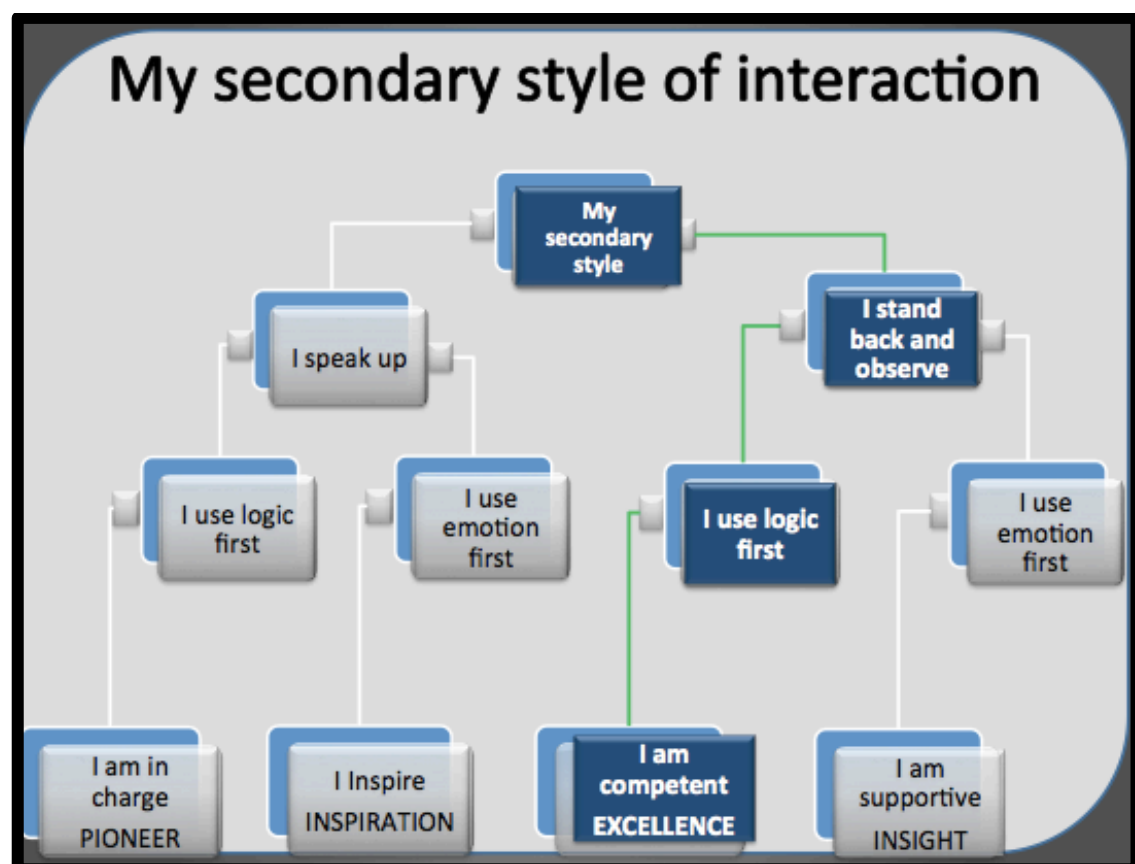 My secondary style of interaction
My
secondary
style
I speak up
I stand
back and
observe
I use logic
first
I use
emotion
first
I use logic
first
I use
emotion
first
I am in
charge
PIONEER
I Inspire
INSPIRATION
I am
competent
EXCELLENCE
I am
supportive
INSIGHT